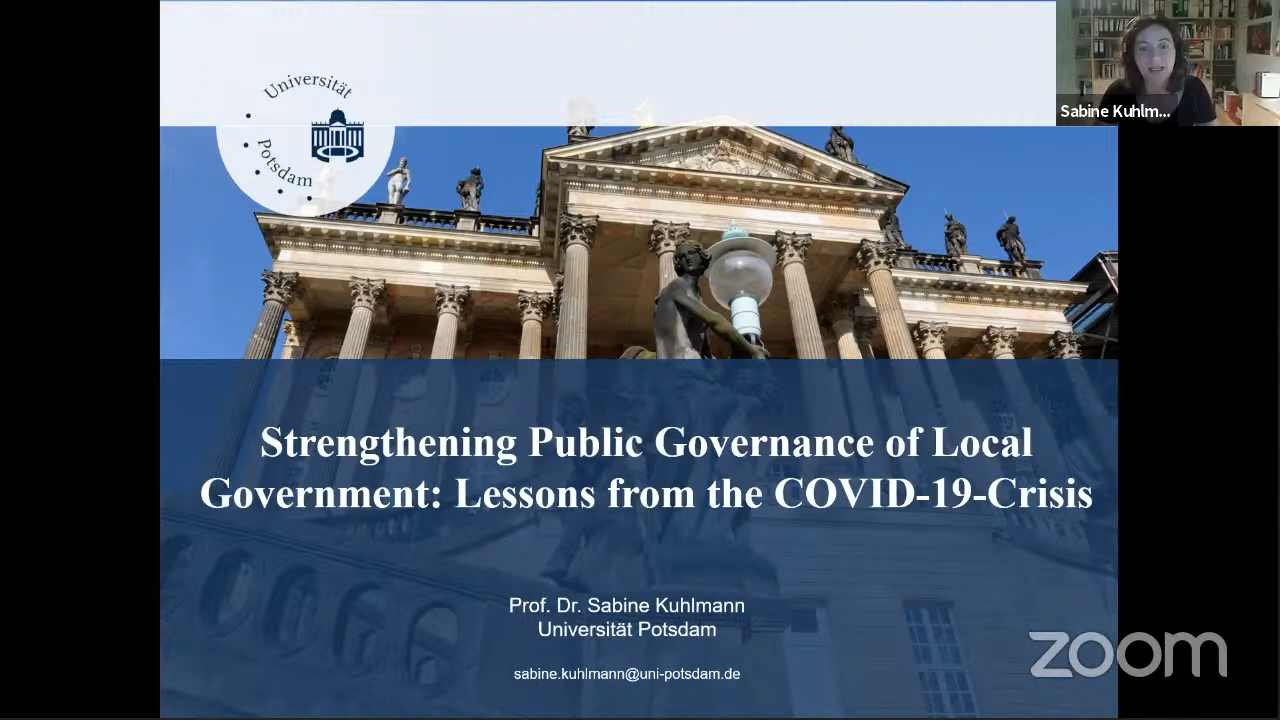 Universität
Potsdam
Sabine Kuhlm...
Strengthening Public Governance of Local
Government: Lessons from the COVID-19-Crisis
Prof. Dr. Sabine Kuhlmann
Universität Potsdam
sabine.kuhlmann@uni-potsdam.de
zoom